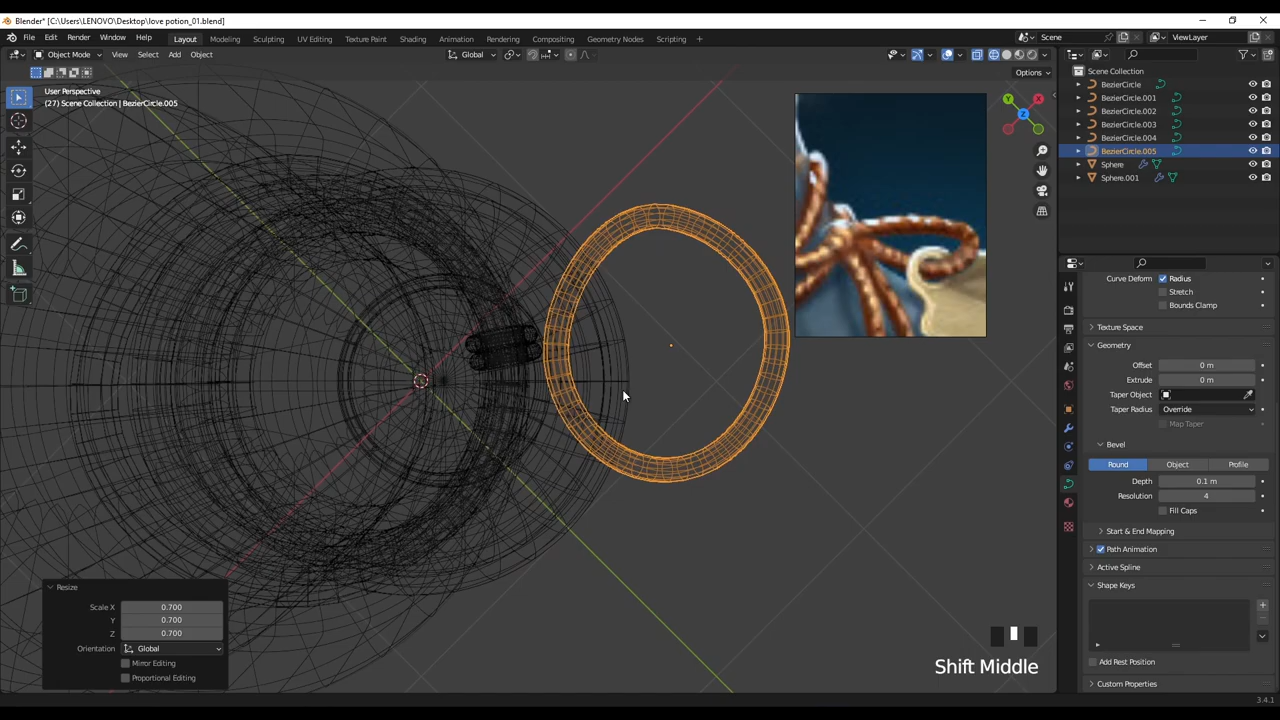 Blender* [C:\Users\LENOVO\Desktop\love potion_01.blend]
File Edit Render Window Help Layout Modeling Sculpting UV Editing Texture Paint Shading Animation Rendering Compositing Geometry Nodes Scripting Scene ViewLayer
Object Mode View Select Add Object Global
Options
User Perspective
(27) Scene Collection | BezierCircle.005
Y X Z
Scene Collection
BezierCircle
BezierCircle.001
BezierCircle.002
BezierCircle.003
BezierCircle.004
BezierCircle.005
Sphere
Sphere.001
Curve Deform Radius
Stretch
Bounds Clamp
Texture Space
Geometry
Offset 0 m
Extrude 0 m
Taper Object
Taper Radius Override
Map Taper
Bevel
Round Object Profile
Depth 0.1 m
Resolution 4
Fill Caps
Start & End Mapping
Path Animation
Active Spline
Shape Keys
Add Rest Position
Custom Properties
Resize
Scale X 0.700
Y 0.700
Z 0.700
Orientation Global
Mirror Editing
Proportional Editing
Shift Middle
3.4.1